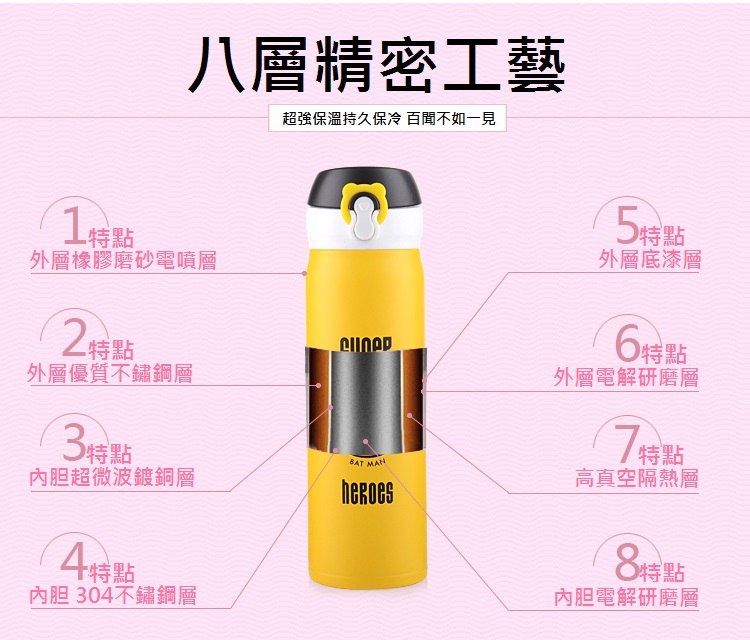 八層精密工藝
超強保溫持久保冷 百聞不如一見
1特點
外層橡膠磨砂電噴層
2特點
外層優質不鏽鋼層
3特點
內胆超微波鍍銅層
4特點
內胆 304不鏽鋼層
5特點
外層底漆層
6特點
外層電解研磨層
7特點
高真空隔熱層
8特點
內胆電解研磨層
BAT MAN
heROes